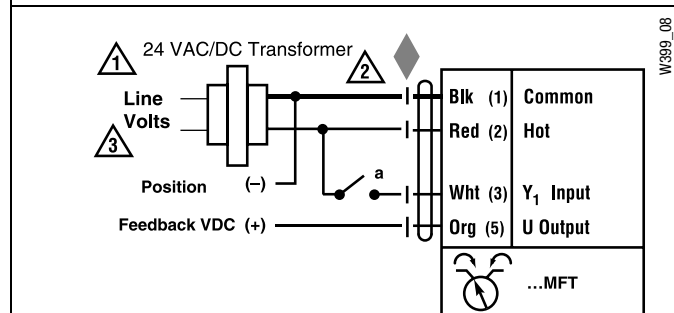 W399_08
1 24 VAC/DC Transformer 2
Line
Volts
3
Blk (1) Common
Red (2) Hot
a
Position (–)
Wht (3) Y1 Input
Feedback VDC (+)
Org (5) U Output
...MFT